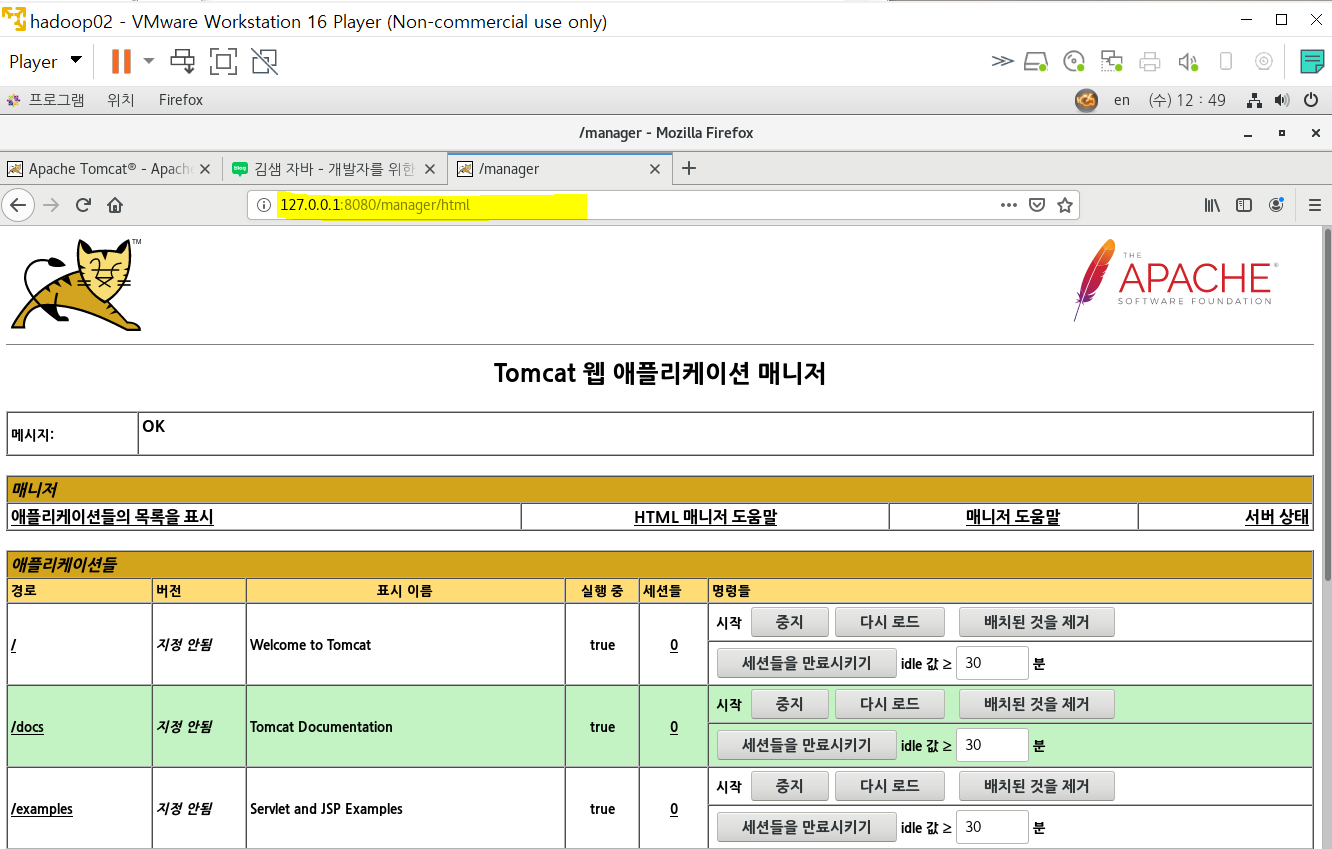 hadoop02 - VMware Workstation 16 Player (Non-commercial use only)
Player
프로그램 위치 Firefox en (수) 12 : 49
/manager - Mozilla Firefox
Apache Tomcat® - Apache 김샘 자바 - 개발자를 위한 /manager
127.0.0.1:8080/manager/html
TM
THE
APACHE®
SOFTWARE FOUNDATION
Tomcat 웹 애플리케이션 매니저
메시지: OK
매니저
애플리케이션들의 목록을 표시 HTML 매니저 도움말 매니저 도움말 서버 상태
애플리케이션들
경로 버전 표시 이름 실행 중 세션들 명령들
시작 중지 다시 로드 배치된 것을 제거
/ 지정 안됨 Welcome to Tomcat true 0
세션들을 만료시키기 idle 값 ≥ 30 분
시작 중지 다시 로드 배치된 것을 제거
/docs 지정 안됨 Tomcat Documentation true 0
세션들을 만료시키기 idle 값 ≥ 30 분
시작 중지 다시 로드 배치된 것을 제거
/examples 지정 안됨 Servlet and JSP Examples true 0
세션들을 만료시키기 idle 값 ≥ 30 분